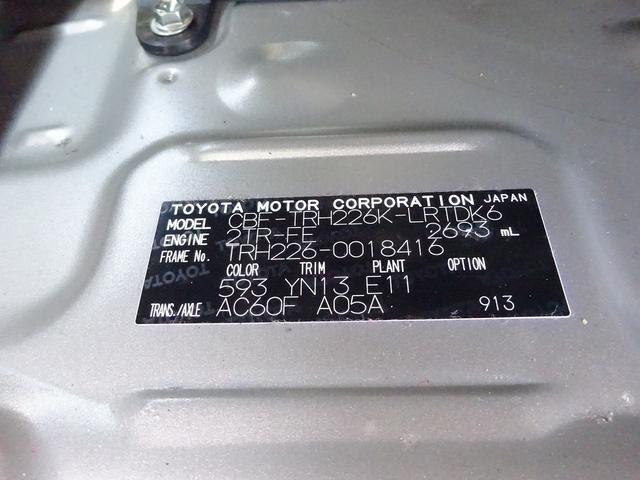 TOYOTA MOTOR CORPORATION JAPAN
MODEL CBF-TRH226K-LRTDK6
ENGINE 2TR-FE 2693 mL
FRAME No. TRH226-0018416
COLOR TRIM PLANT OPTION
593 YN13 E11
TRANS./AXLE AC60F A05A 913